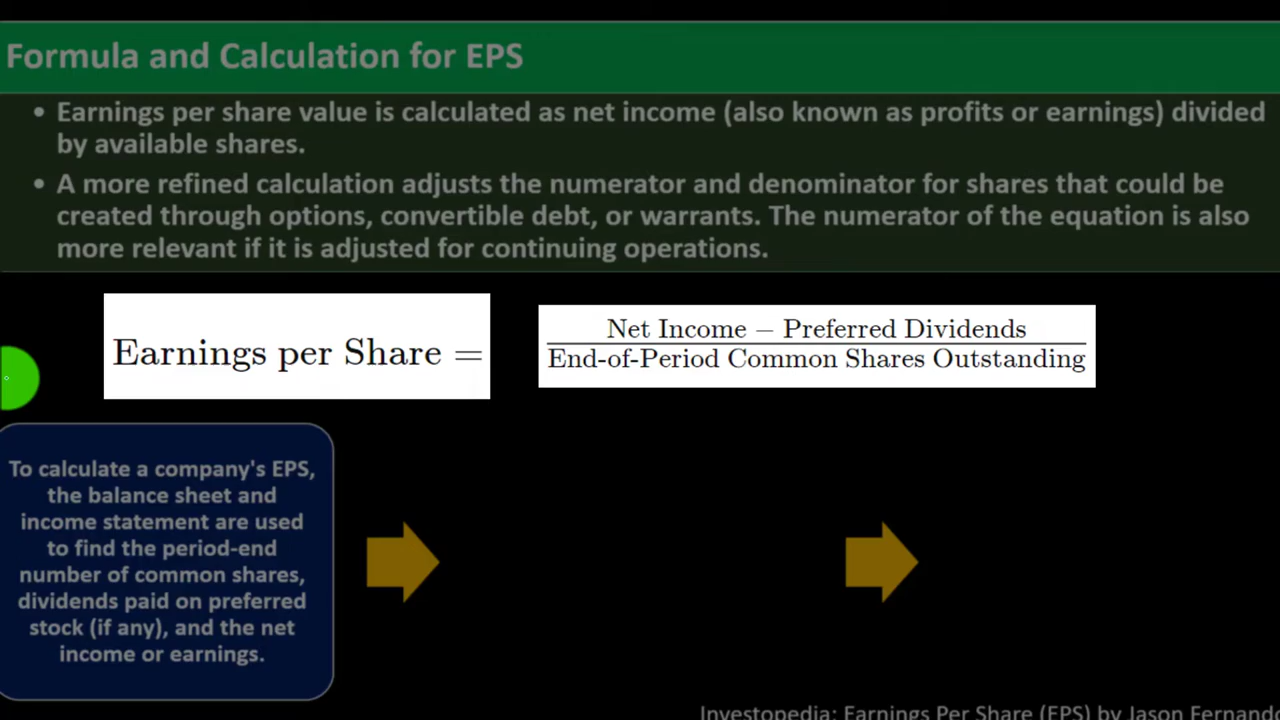 Formula and Calculation for EPS
• Earnings per share value is calculated as net income (also known as profits or earnings) divided
by available shares.
• A more refined calculation adjusts the numerator and denominator for shares that could be
created through options, convertible debt, or warrants. The numerator of the equation is also
more relevant if it is adjusted for continuing operations.
Earnings per Share =
Net Income − Preferred Dividends
End-of-Period Common Shares Outstanding
To calculate a company's EPS,
the balance sheet and
income statement are used
to find the period-end
number of common shares,
dividends paid on preferred
stock (if any), and the net
income or earnings.
Investopedia: Earnings Per Share (EPS) by Jason Fernand